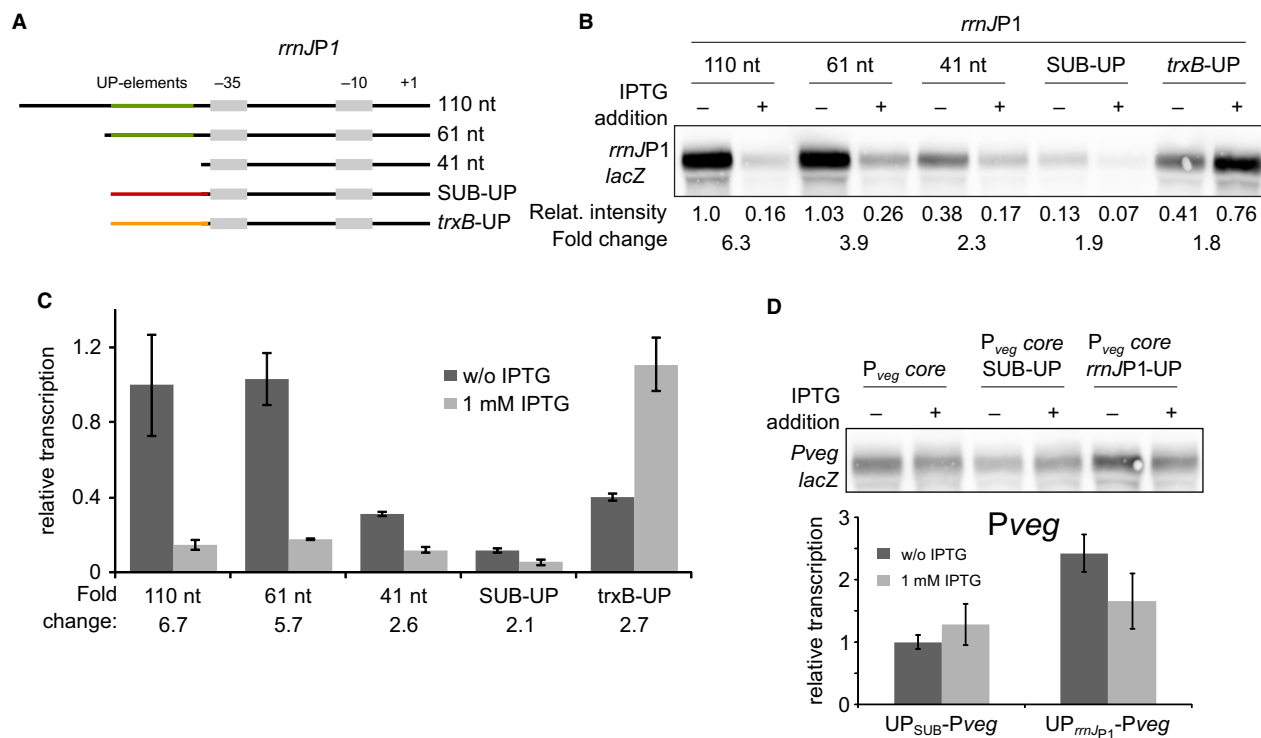 A
rrnJP1
UP-elements –35 –10 +1
110 nt
61 nt
41 nt
SUB-UP
trxB-UP
B
rrnJP1
110 nt 61 nt 41 nt SUB-UP trxB-UP
IPTG addition – + – + – + – + – +
rrnJP1
lacZ
Relat. intensity 1.0 0.16 1.03 0.26 0.38 0.17 0.13 0.07 0.41 0.76
Fold change 6.3 3.9 2.3 1.9 1.8
C
relative transcription
1.2
0.8
0.4
0
w/o IPTG
1 mM IPTG
110 nt 61 nt 41 nt SUB-UP trxB-UP
Fold change: 6.7 5.7 2.6 2.1 2.7
D
Pveg core
Pveg core SUB-UP
Pveg core rrnJP1-UP
IPTG addition – + – + – +
Pveg
lacZ
Pveg
relative transcription
3
2
1
0
w/o IPTG
1 mM IPTG
UPSUB-Pveg UPrrnJP1-Pveg